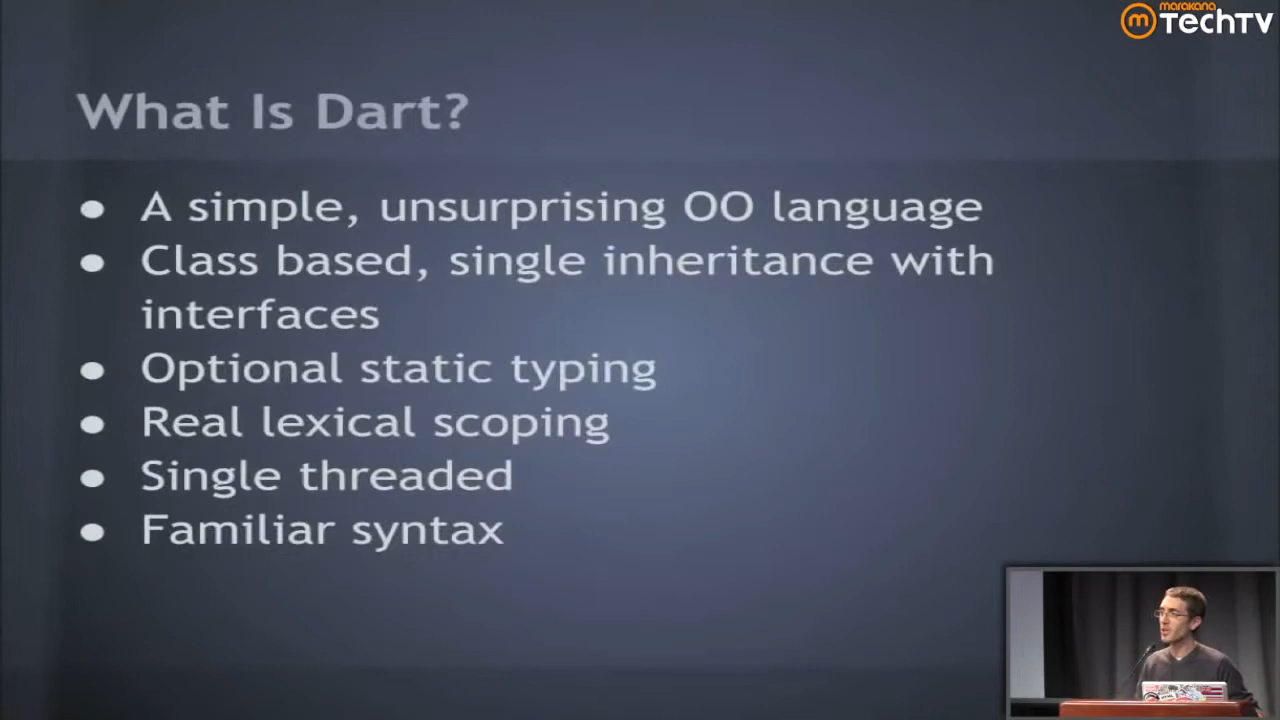 marakana
TechTV
What Is Dart?
● A simple, unsurprising OO language
● Class based, single inheritance with
interfaces
● Optional static typing
● Real lexical scoping
● Single threaded
● Familiar syntax